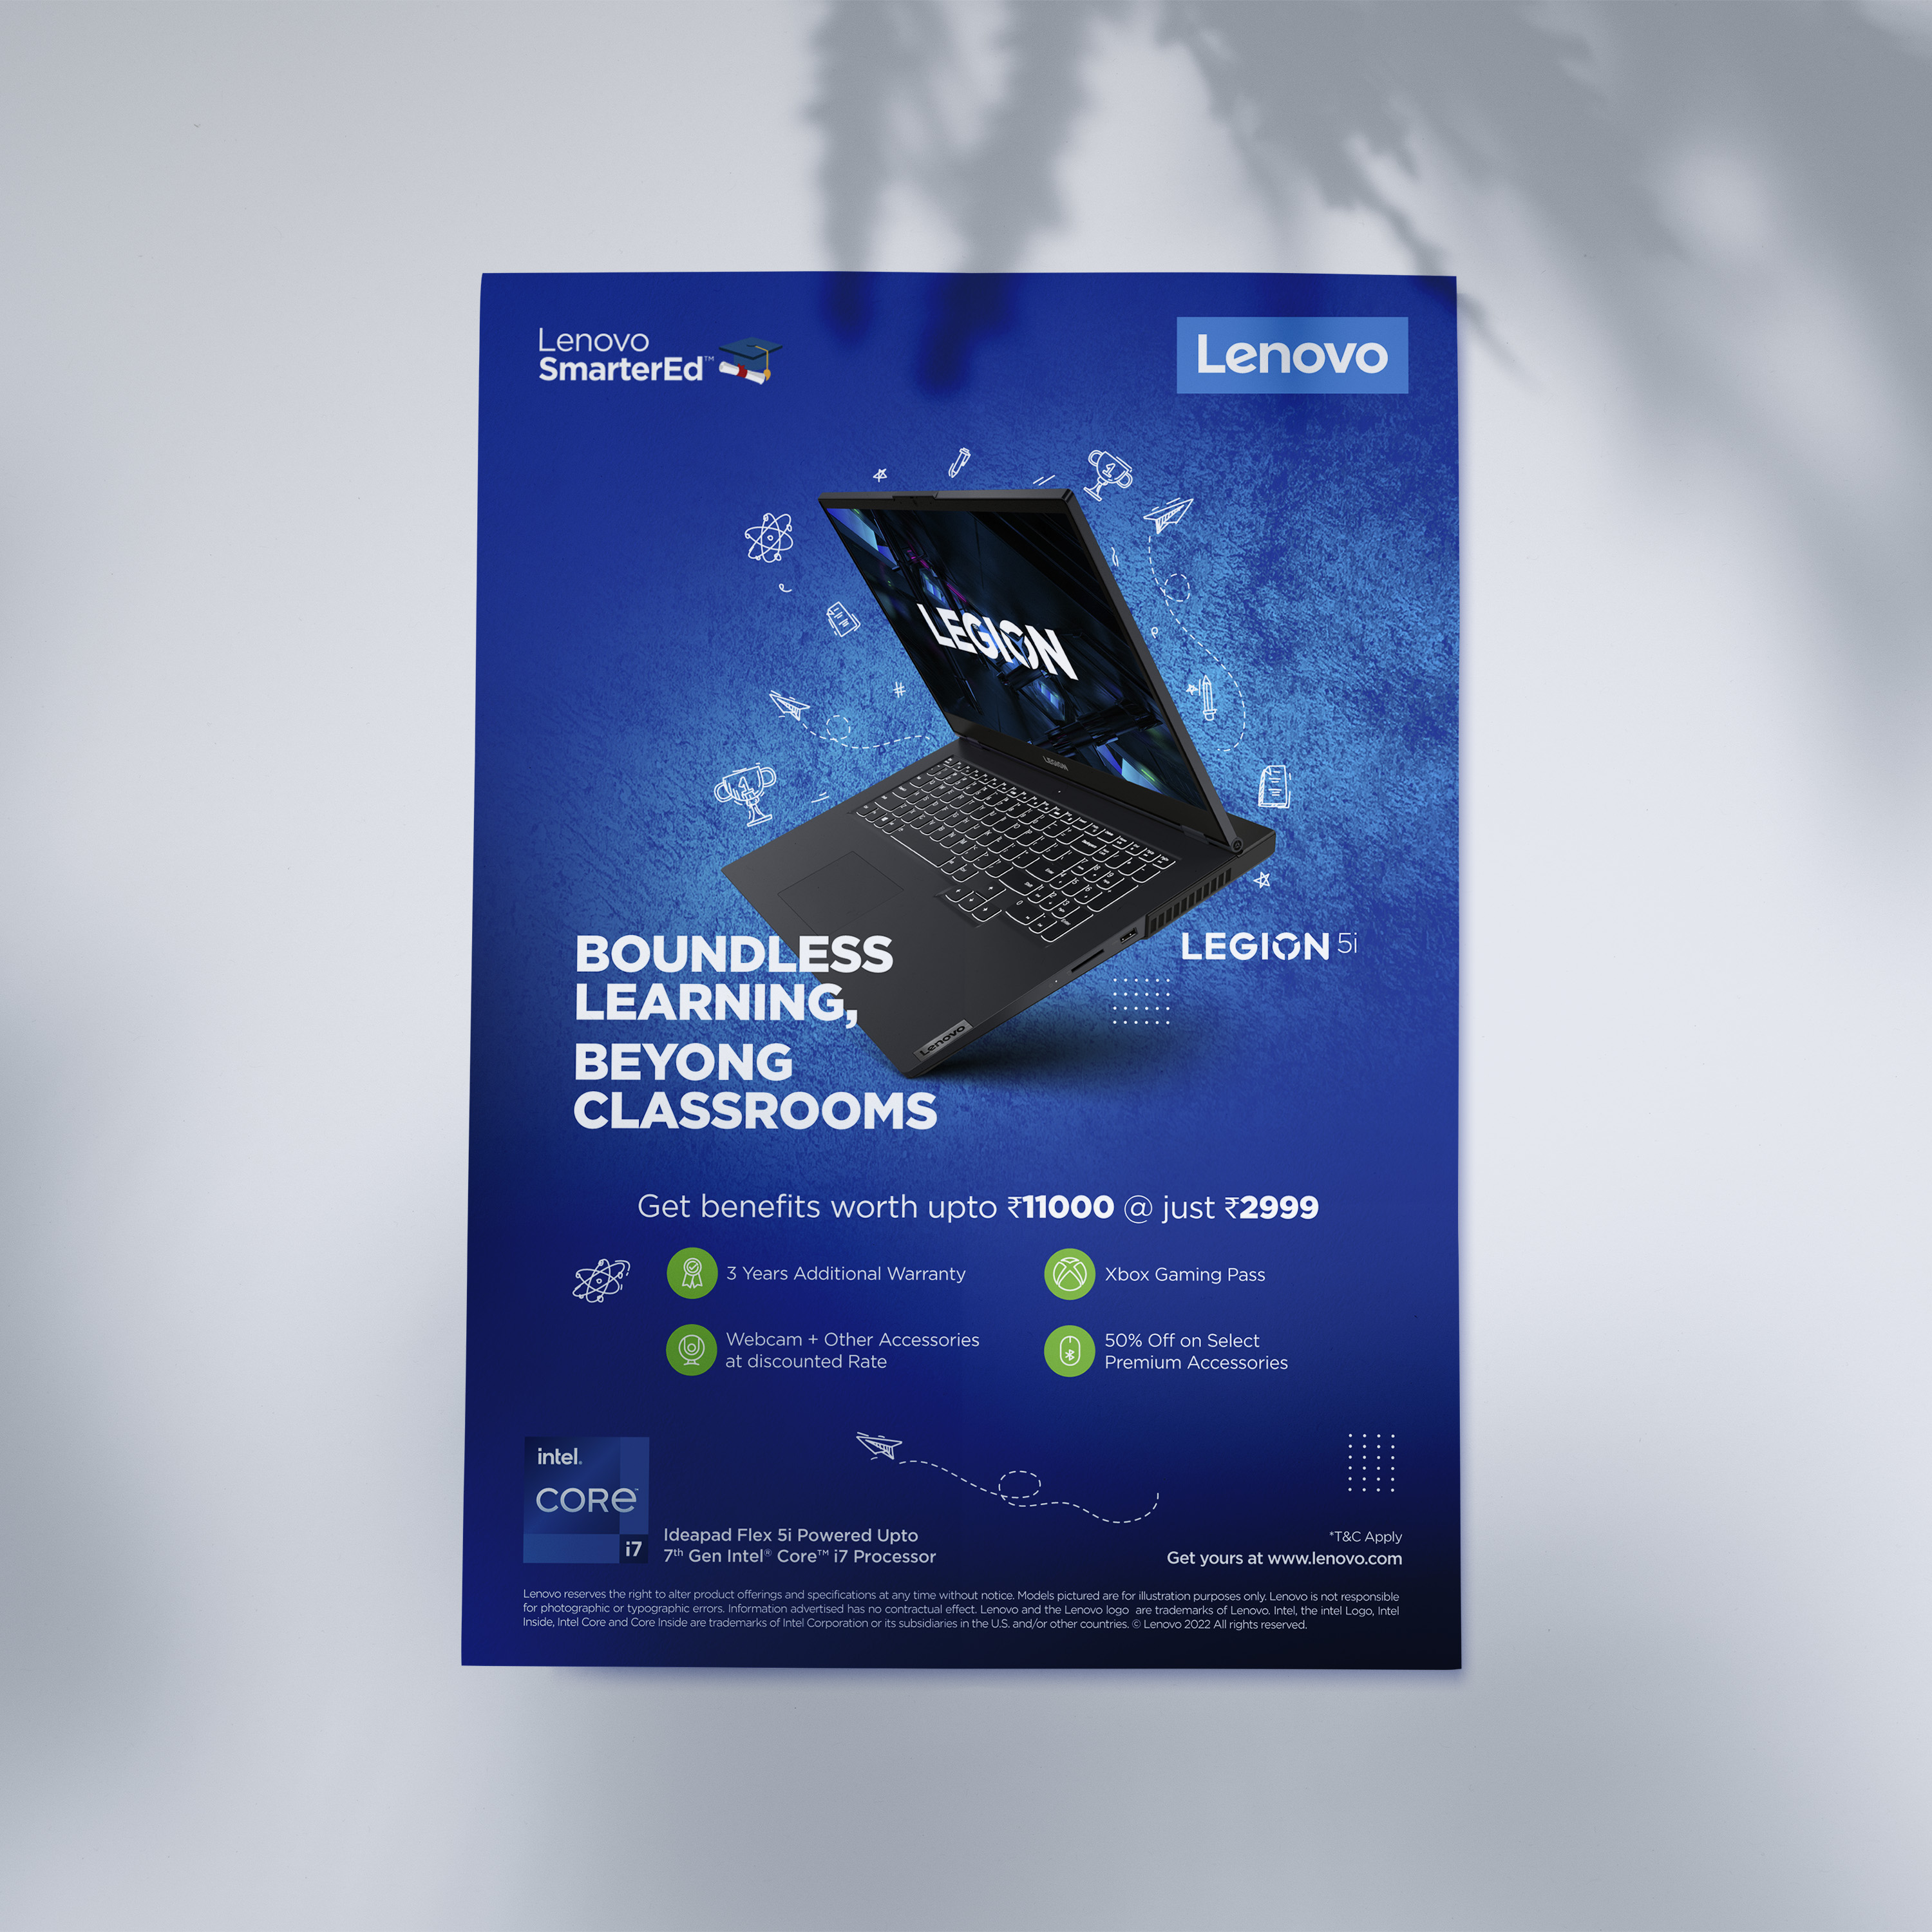 Lenovo
SmarterEd™
Lenovo
LEGION
LEGION
Lenovo
LEGION 5i
BOUNDLESS
LEARNING,
BEYONG
CLASSROOMS
Get benefits worth upto ₹11000 @ just ₹2999
3 Years Additional Warranty
Xbox Gaming Pass
Webcam + Other Accessories
at discounted Rate
50% Off on Select
Premium Accessories
intel.
CORE™
i7
Ideapad Flex 5i Powered Upto
7th Gen Intel® Core™ i7 Processor
*T&C Apply
Get yours at www.lenovo.com
Lenovo reserves the right to alter product offerings and specifications at any time without notice. Models pictured are for illustration purposes only. Lenovo is not responsible
for photographic or typographic errors. Information advertised has no contractual effect. Lenovo and the Lenovo logo are trademarks of Lenovo. Intel, the intel Logo, Intel
Inside, Intel Core and Core Inside are trademarks of Intel Corporation or its subsidiaries in the U.S. and/or other countries. © Lenovo 2022 All rights reserved.